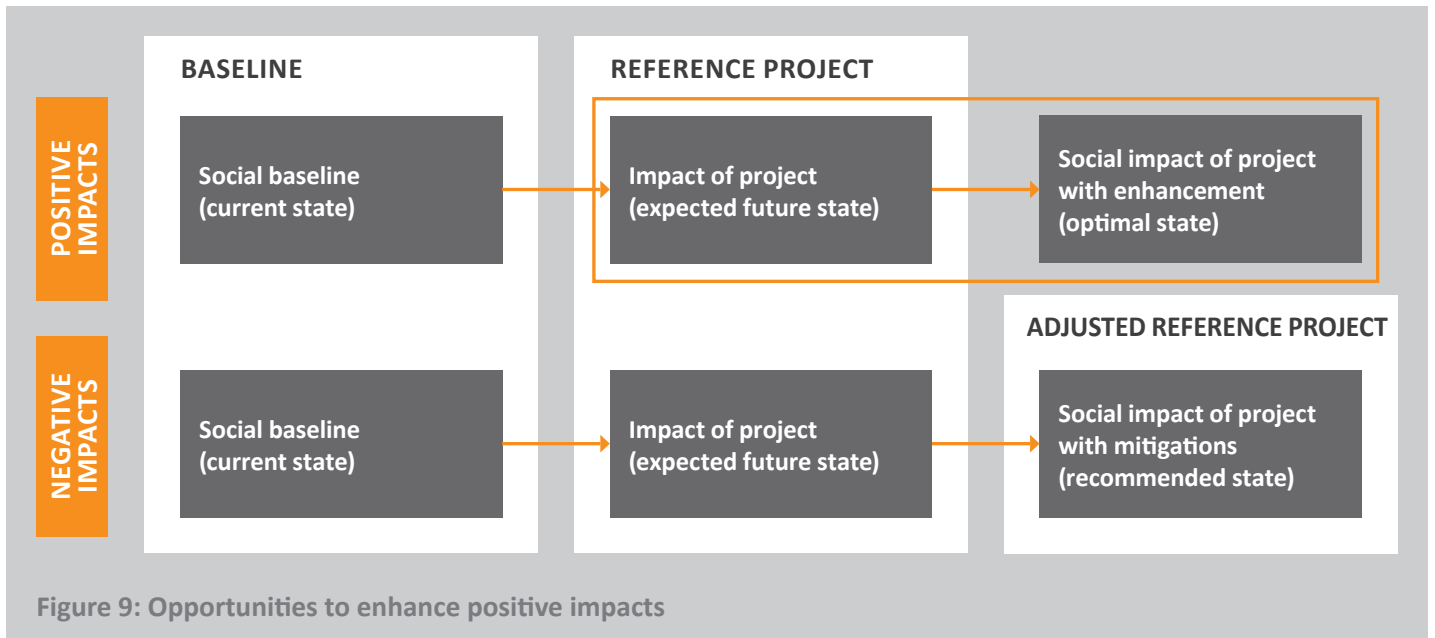 BASELINE
REFERENCE PROJECT
POSITIVE
IMPACTS
Social baseline
(current state)
Impact of project
(expected future state)
Social impact of project
with enhancement
(optimal state)
ADJUSTED REFERENCE PROJECT
NEGATIVE
IMPACTS
Social baseline
(current state)
Impact of project
(expected future state)
Social impact of project
with mitigations
(recommended state)
Figure 9: Opportunities to enhance positive impacts